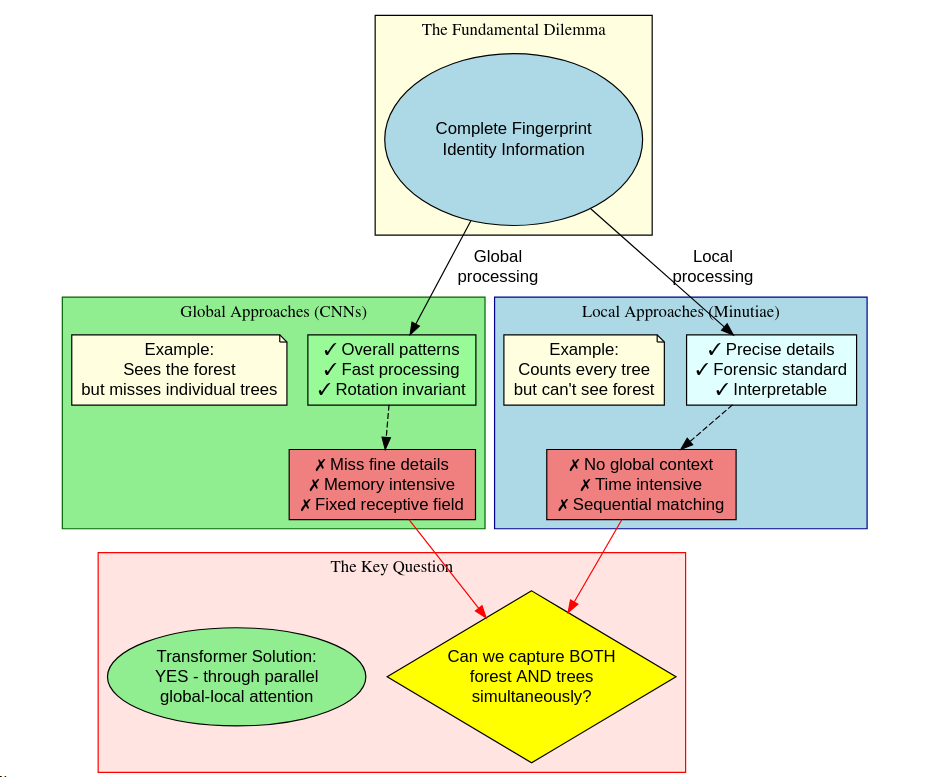 The Fundamental Dilemma
Complete Fingerprint
Identity Information
Global
processing
Local
processing
Global Approaches (CNNs)
Example:
Sees the forest
but misses individual trees
✓ Overall patterns
✓ Fast processing
✓ Rotation invariant
✗ Miss fine details
✗ Memory intensive
✗ Fixed receptive field
Local Approaches (Minutiae)
Example:
Counts every tree
but can't see forest
✓ Precise details
✓ Forensic standard
✓ Interpretable
✗ No global context
✗ Time intensive
✗ Sequential matching
The Key Question
Transformer Solution:
YES - through parallel
global-local attention
Can we capture BOTH
forest AND trees
simultaneously?